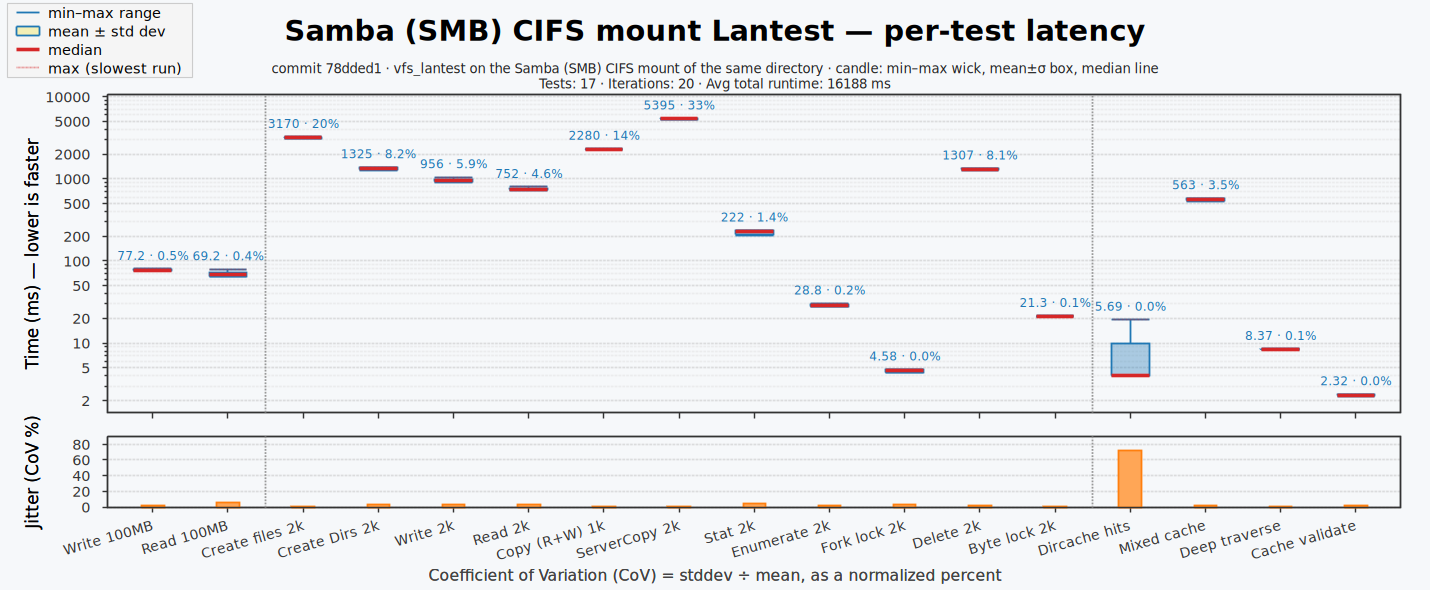 min–max range
mean ± std dev
median
max (slowest run)
Samba (SMB) CIFS mount Lantest — per-test latency
commit 78dded1 · vfs_lantest on the Samba (SMB) CIFS mount of the same directory · candle: min–max wick, mean±σ box, median line
Tests: 17 · Iterations: 20 · Avg total runtime: 16188 ms
Time (ms) — lower is faster
10000
5000
2000
1000
500
200
100
50
20
10
5
2
77.2 · 0.5%
69.2 · 0.4%
3170 · 20%
1325 · 8.2%
956 · 5.9%
752 · 4.6%
2280 · 14%
5395 · 33%
222 · 1.4%
28.8 · 0.2%
4.58 · 0.0%
1307 · 8.1%
21.3 · 0.1%
5.69 · 0.0%
563 · 3.5%
8.37 · 0.1%
2.32 · 0.0%
Jitter (CoV %)
80
60
40
20
0
Write 100MB
Read 100MB
Create files 2k
Create Dirs 2k
Write 2k
Read 2k
Copy (R+W) 1k
ServerCopy 2k
Stat 2k
Enumerate 2k
Fork lock 2k
Delete 2k
Byte lock 2k
Dircache hits
Mixed cache
Deep traverse
Cache validate
Coefficient of Variation (CoV) = stddev ÷ mean, as a normalized percent